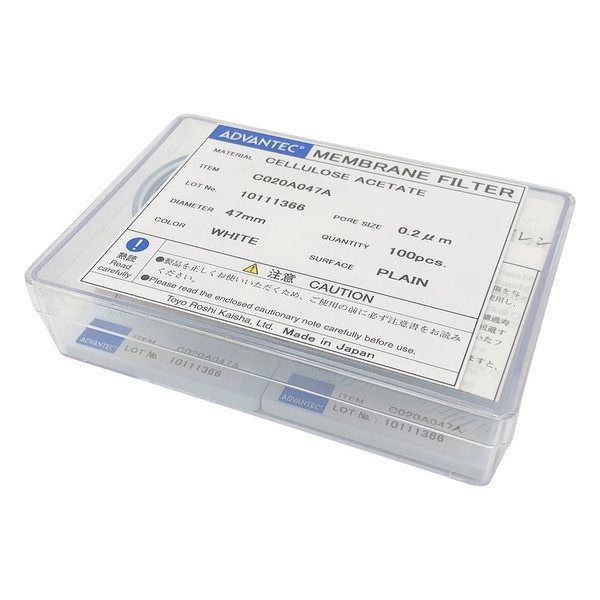 ADVANTEC® MEMBRANE FILTER
MATERIAL CELLULOSE ACETATE
ITEM C020A047A
LOT No. 10111366
DIAMETER 47mm PORE SIZE 0.2μm
COLOR WHITE QUANTITY 100pcs.
SURFACE PLAIN
熟読
Read carefully
注意 CAUTION
●製品を正しくお使いいただくため、ご使用の前に必ず注意書をお読み
ください。
●Please read the enclosed cautionary note carefully before use.
Toyo Roshi Kaisha, Ltd. Made in Japan
ADVANTEC
ITEM : C020A047A
LOT No. : 10111366
ADVANTEC
ITEM : C020A047A
LOT No. : 10111366